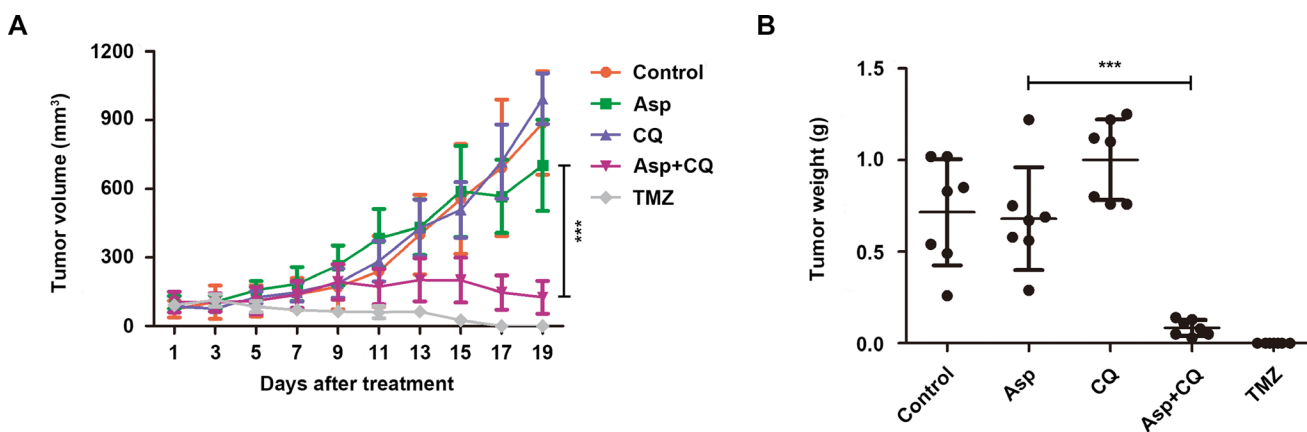 A
Tumor volume (mm³)
1200
900
600
300
0
1 3 5 7 9 11 13 15 17 19
Days after treatment
Control
Asp
CQ
Asp+CQ
TMZ
***
B
Tumor weight (g)
1.5
1.0
0.5
0.0
***
Control
Asp
CQ
Asp+CQ
TMZ